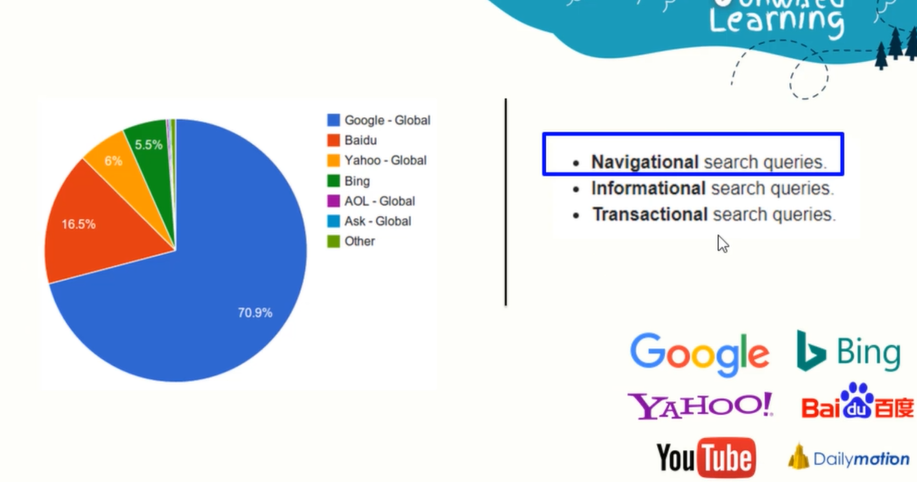 Learning
5.5%
6%
16.5%
70.9%
Google - Global
Baidu
Yahoo - Global
Bing
AOL - Global
Ask - Global
Other
• Navigational search queries.
• Informational search queries.
• Transactional search queries.
Google
Bing
YAHOO!
Baidu百度
YouTube
Dailymotion